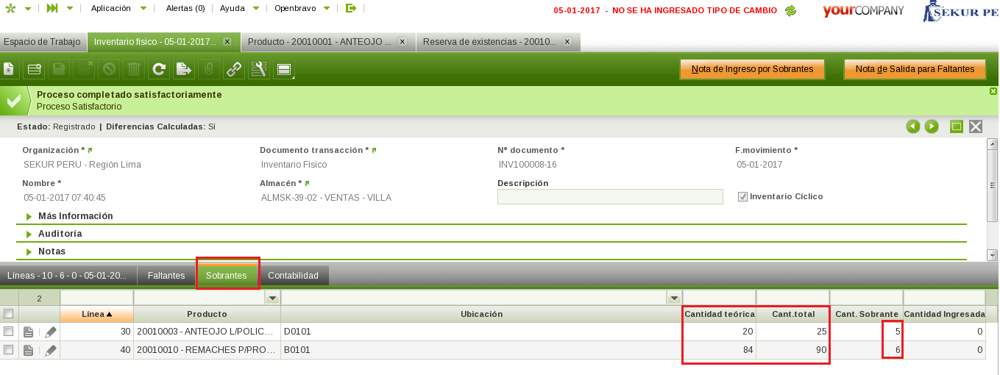 Aplicación Alertas (0) Ayuda Openbravo 05-01-2017 - NO SE HA INGRESADO TIPO DE CAMBIO yourCOMPANY SEKUR PE
Espacio de Trabajo Inventario físico - 05-01-2017... Producto - 20010001 - ANTEOJO ... Reserva de existencias - 20010...
Nota de Ingreso por Sobrantes Nota de Salida para Faltantes
Proceso completado satisfactoriamente
Proceso Satisfactorio
Estado: Registrado | Diferencias Calculadas: Sí
Organización * Documento transacción * Nº documento * F.movimiento *
SEKUR PERU - Región Lima Inventario Físico INV100008-16 05-01-2017
Nombre * Almacén * Descripción
05-01-2017 07:40:45 ALMSK-39-02 - VENTAS - VILLA Inventario Cíclico
Más Información
Auditoría
Notas
Líneas - 10 - 6 - 0 - 05-01-20... Faltantes Sobrantes Contabilidad
2
Línea Producto Ubicación Cantidad teórica Cant.total Cant. Sobrante Cantidad Ingresada
30 20010003 - ANTEOJO L/POLIC... D0101 20 25 5 0
40 20010010 - REMACHES P/PRO... B0101 84 90 6 0